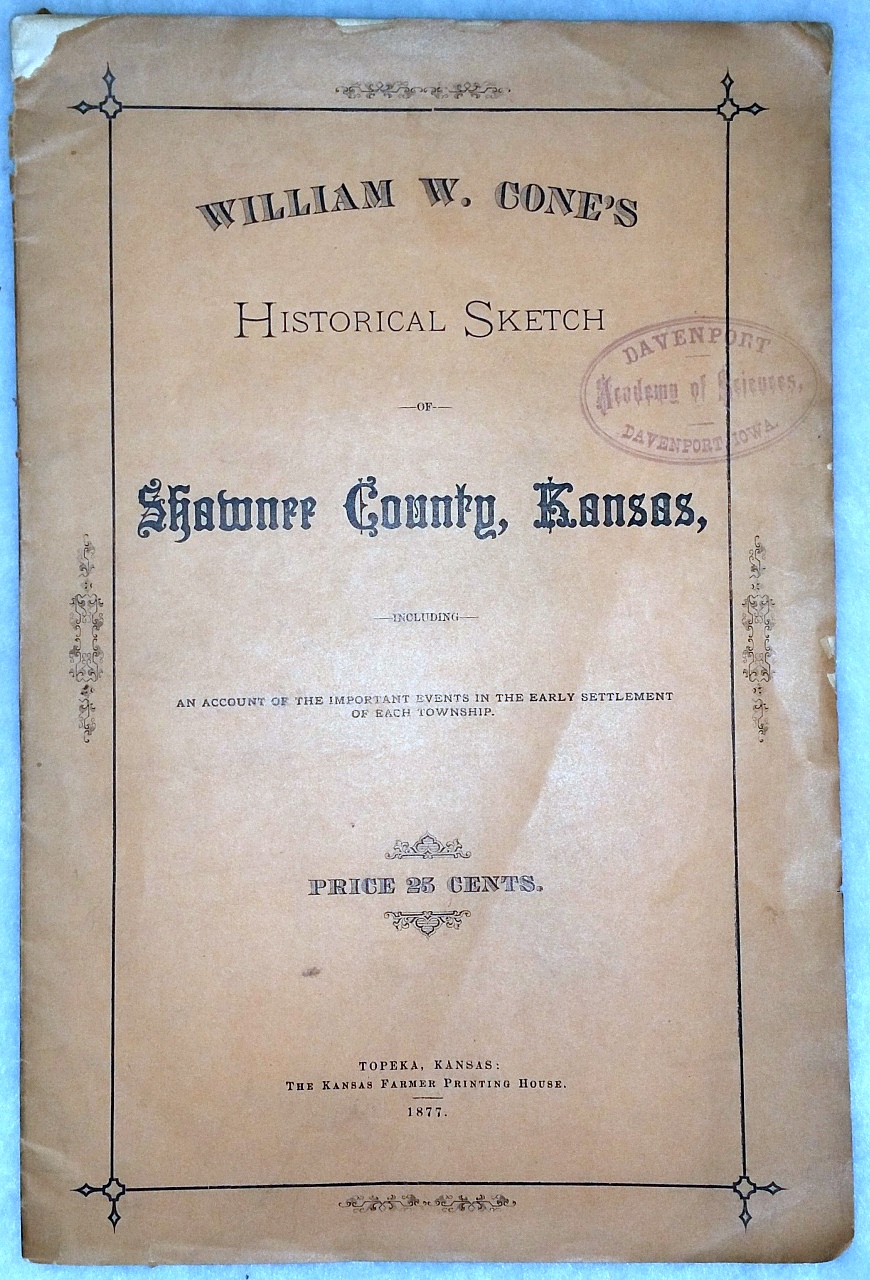 WILLIAM W. CONE'S
HISTORICAL SKETCH
—OF—
Shawnee County, Kansas,
—INCLUDING—
AN ACCOUNT OF THE IMPORTANT EVENTS IN THE EARLY SETTLEMENT
OF EACH TOWNSHIP.
PRICE 25 CENTS.
TOPEKA, KANSAS:
THE KANSAS FARMER PRINTING HOUSE.
1877.
DAVENPORT
Academy of Sciences,
DAVENPORT, IOWA.